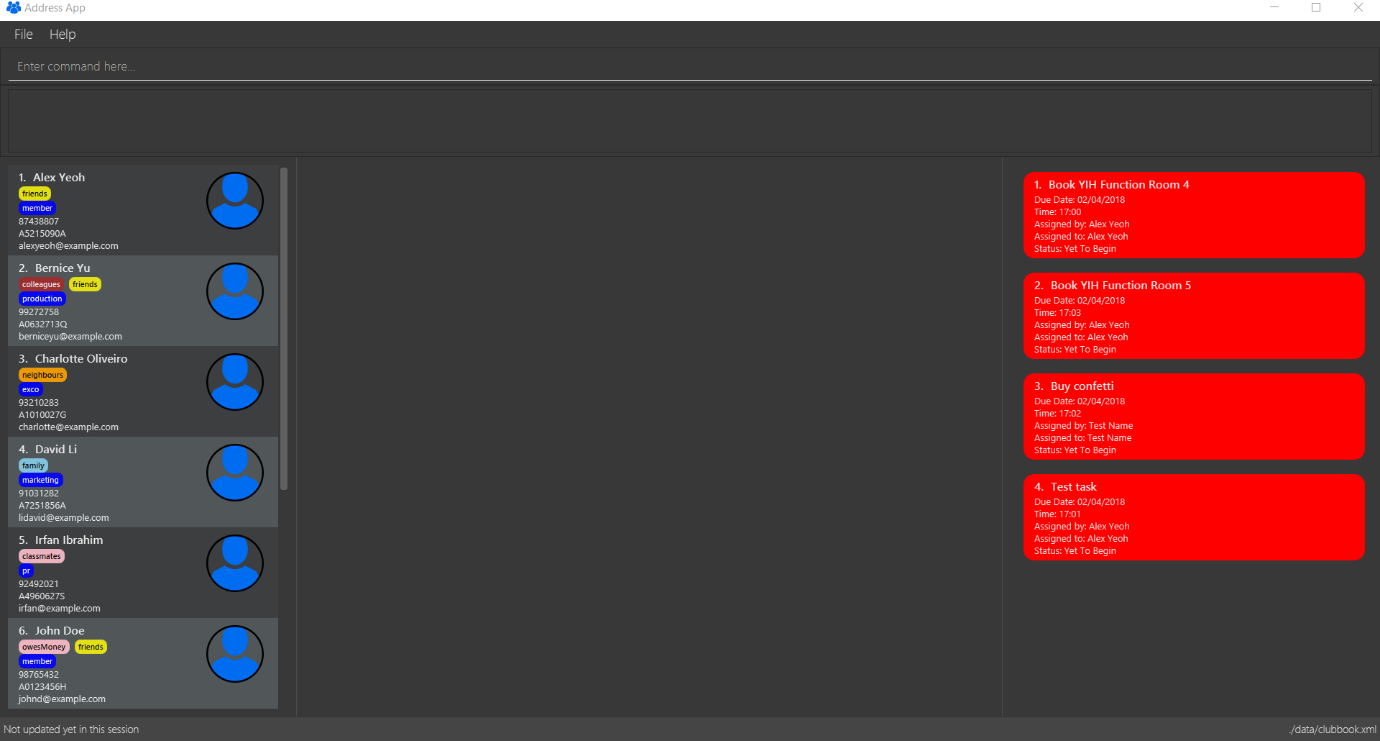 Address App
File Help
Enter command here...
1. Alex Yeoh
friends
member
87438807
A5215090A
alexyeoh@example.com
2. Bernice Yu
colleagues friends
production
99272758
A0632713Q
berniceyu@example.com
3. Charlotte Oliveiro
neighbours
exco
93210283
A1010027G
charlotte@example.com
4. David Li
family
marketing
91031282
A7251856A
lidavid@example.com
5. Irfan Ibrahim
classmates
pr
92492021
A4960627S
irfan@example.com
6. John Doe
owesMoney friends
member
98765432
A0123456H
johnd@example.com
1. Book YIH Function Room 4
Due Date: 02/04/2018
Time: 17:00
Assigned by: Alex Yeoh
Assigned to: Alex Yeoh
Status: Yet To Begin
2. Book YIH Function Room 5
Due Date: 02/04/2018
Time: 17:03
Assigned by: Alex Yeoh
Assigned to: Alex Yeoh
Status: Yet To Begin
3. Buy confetti
Due Date: 02/04/2018
Time: 17:02
Assigned by: Test Name
Assigned to: Test Name
Status: Yet To Begin
4. Test task
Due Date: 02/04/2018
Time: 17:01
Assigned by: Alex Yeoh
Assigned to: Alex Yeoh
Status: Yet To Begin
Not updated yet in this session
./data/clubbook.xml